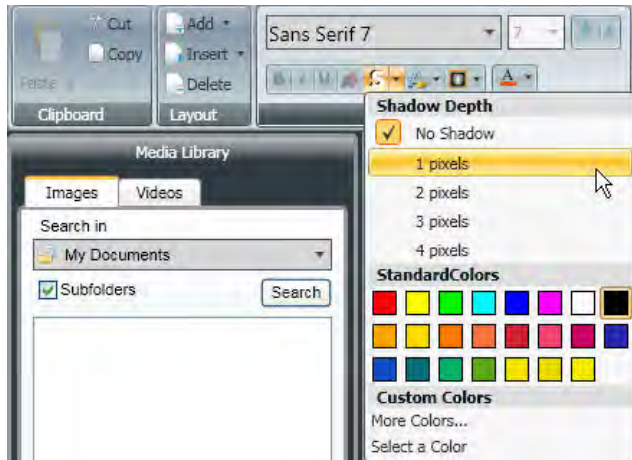 Cut
Copy
Paste
Clipboard
Add
Insert
Delete
Layout
Sans Serif 7
7
Media Library
Images Videos
Search in
My Documents
Subfolders
Search
Shadow Depth
No Shadow
1 pixels
2 pixels
3 pixels
4 pixels
StandardColors
Custom Colors
More Colors...
Select a Color